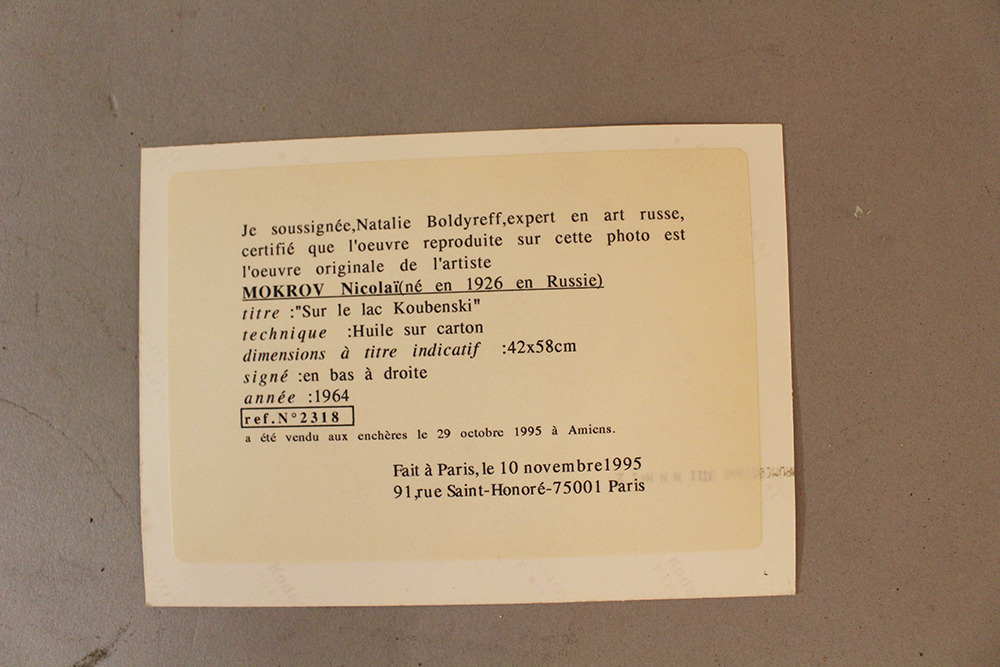 Je soussignée,Natalie Boldyreff,expert en art russe,
certifié que l'oeuvre reproduite sur cette photo est
l'oeuvre originale de l'artiste
MOKROV Nicolaï(né en 1926 en Russie)
titre :"Sur le lac Koubenski"
technique :Huile sur carton
dimensions à titre indicatif :42x58cm
signé :en bas à droite
année :1964
ref.N°2318
a été vendu aux enchères le 29 octobre 1995 à Amiens.
Fait à Paris,le 10 novembre1995
91,rue Saint-Honoré-75001 Paris